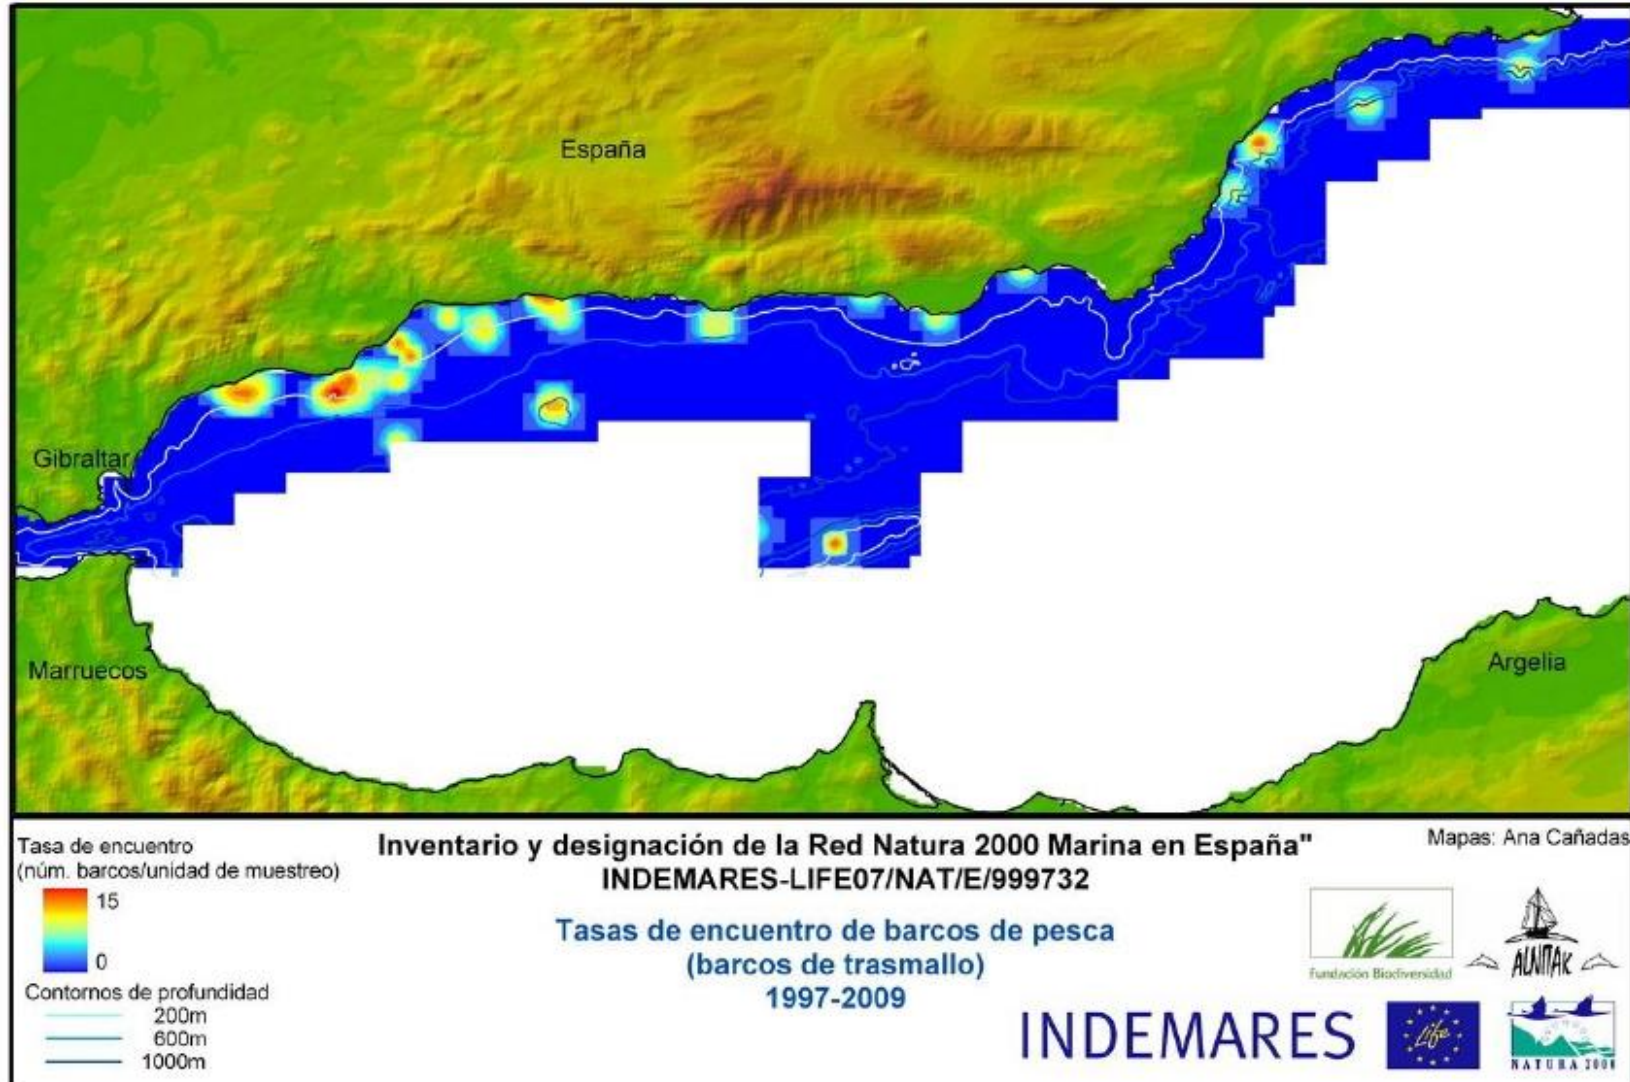 España
Gibraltar
Marruecos
Argelia
Tasa de encuentro
(núm. barcos/unidad de muestreo)
15
0
Contornos de profundidad
200m
600m
1000m
Inventario y designación de la Red Natura 2000 Marina en España"
INDEMARES-LIFE07/NAT/E/999732
Tasas de encuentro de barcos de pesca
(barcos de trasmallo)
1997-2009
Mapas: Ana Cañadas
Fundación Biodiversidad
ALNITAK
INDEMARES
Life
NATURA 2000